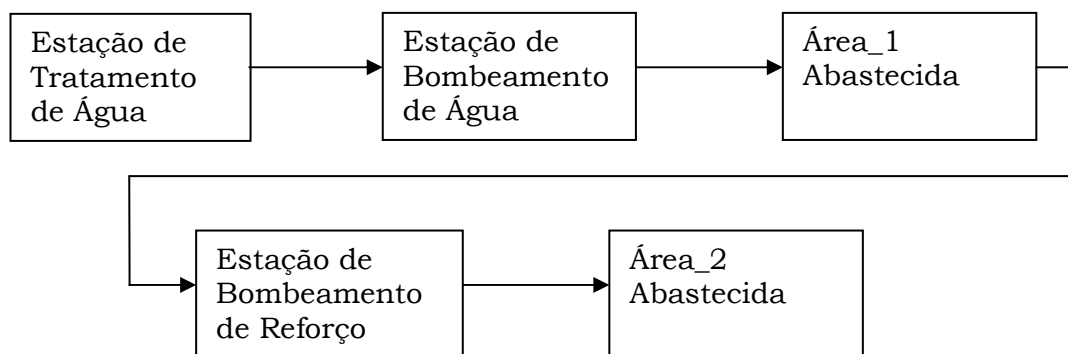 Estação de
Tratamento
de Água
Estação de
Bombeamento
de Água
Área_1
Abastecida
Estação de
Bombeamento
de Reforço
Área_2
Abastecida